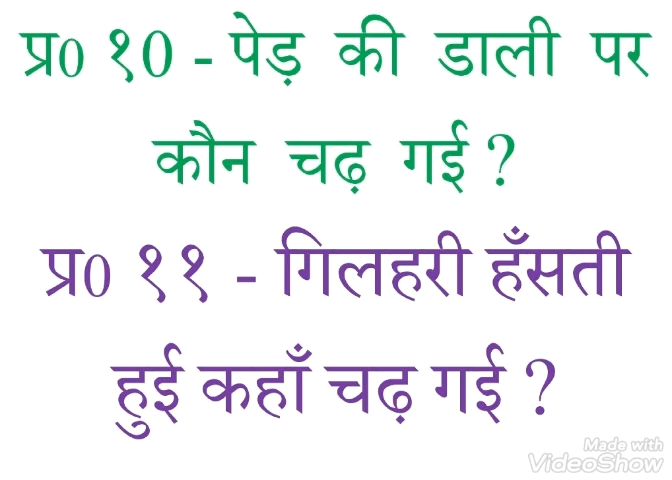 प्र0 १0 - पेड़ की डाली पर
कौन चढ़ गई ?
प्र0 ११ - गिलहरी हँसती
हुई कहाँ चढ़ गई ?
Made with
VideoShow